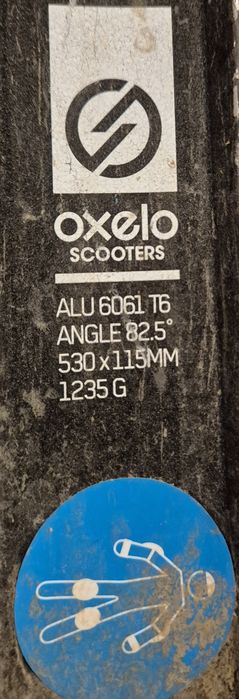 oxelo
SCOOTERS
ALU 6061 T6
ANGLE 82.5°
530 x 115MM
1235 G